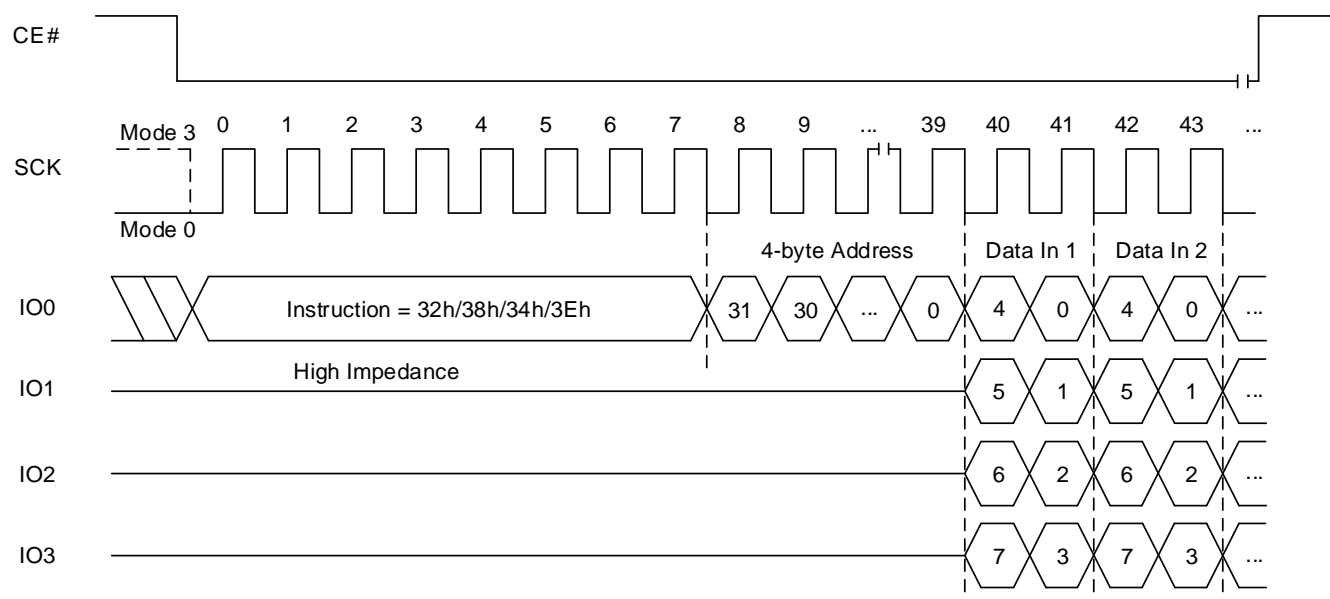 CE#
Mode 3 0 1 2 3 4 5 6 7 8 9 ... 39 40 41 42 43 ...
SCK
Mode 0
4-byte Address Data In 1 Data In 2
IO0 Instruction = 32h/38h/34h/3Eh 31 30 ... 0 4 0 4 0 ...
High Impedance
IO1 5 1 5 1 ...
IO2 6 2 6 2 ...
IO3 7 3 7 3 ...